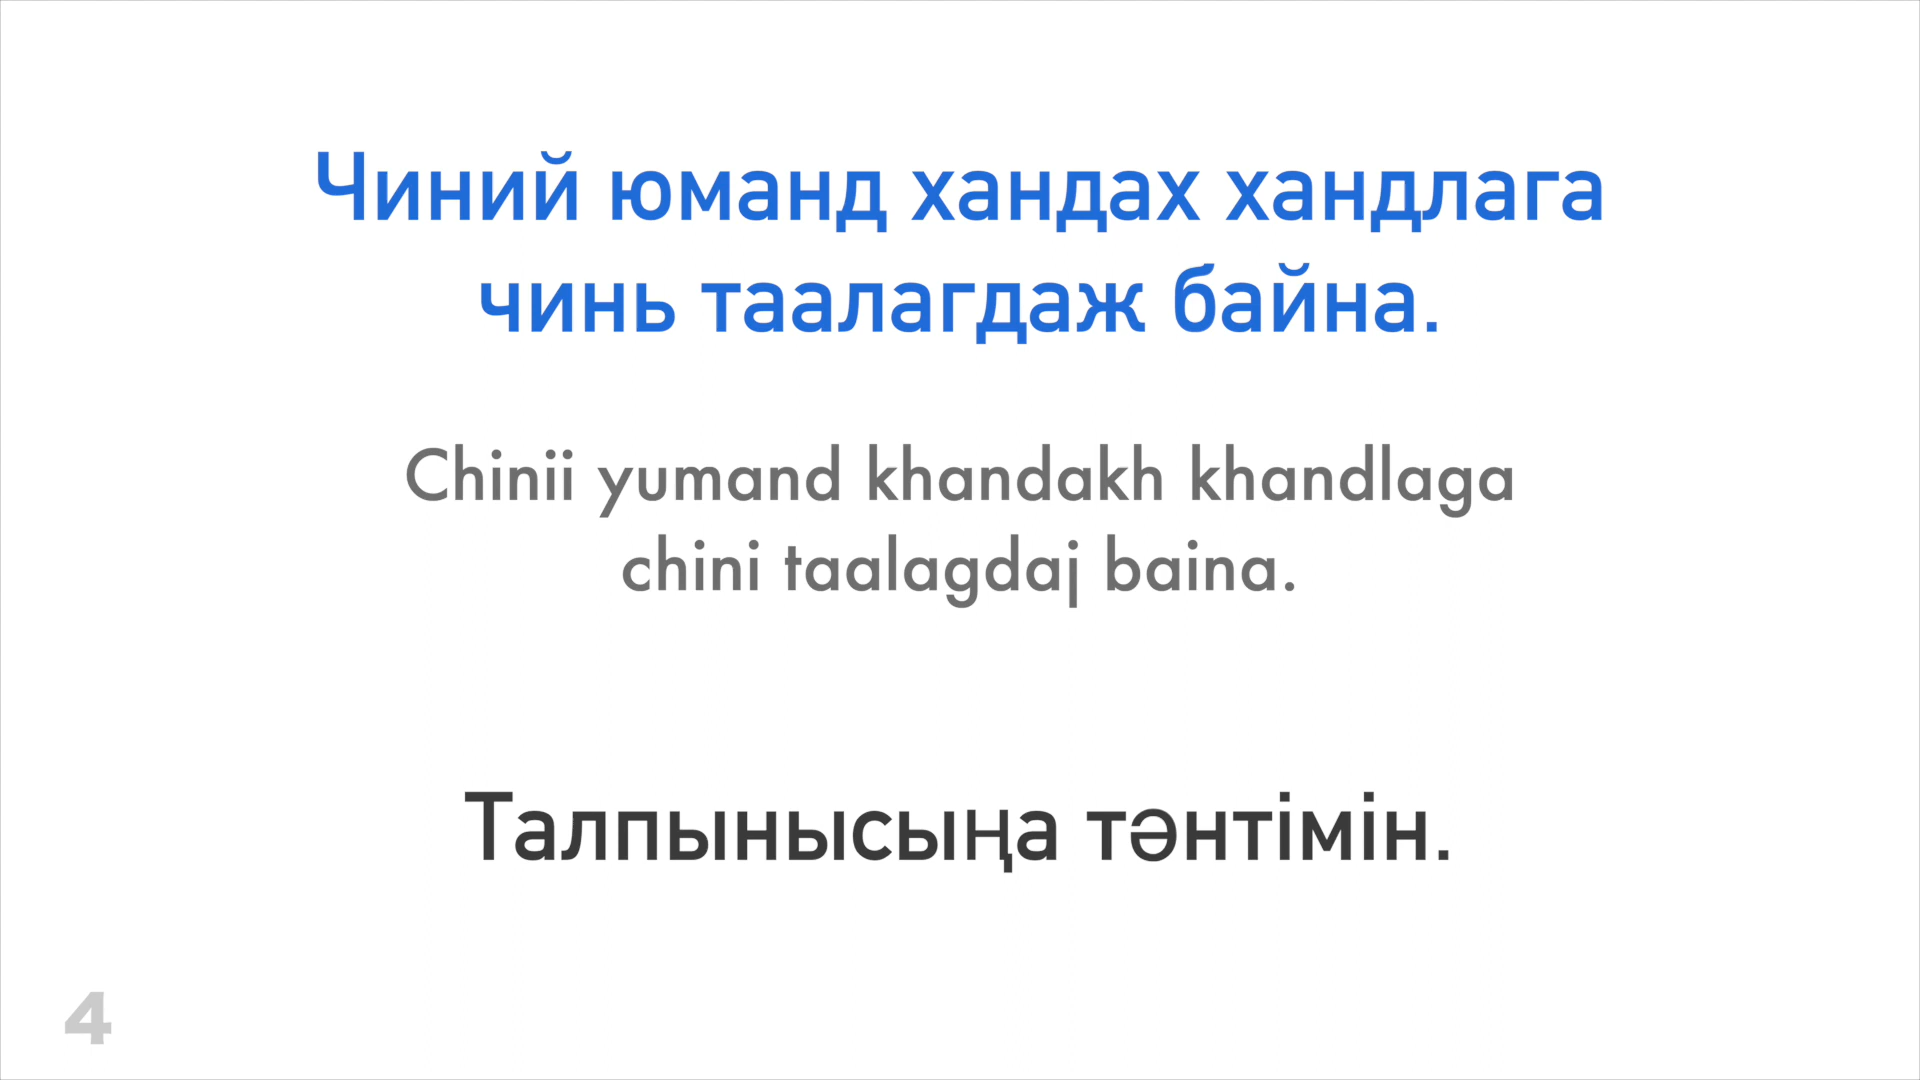 Чиний юманд хандах хандлага
чинь таалагдаж байна.
Chinii yumand khandakh khandlaga
chini taalagdaj baina.
Талпынысыңа тәнтімін.
4